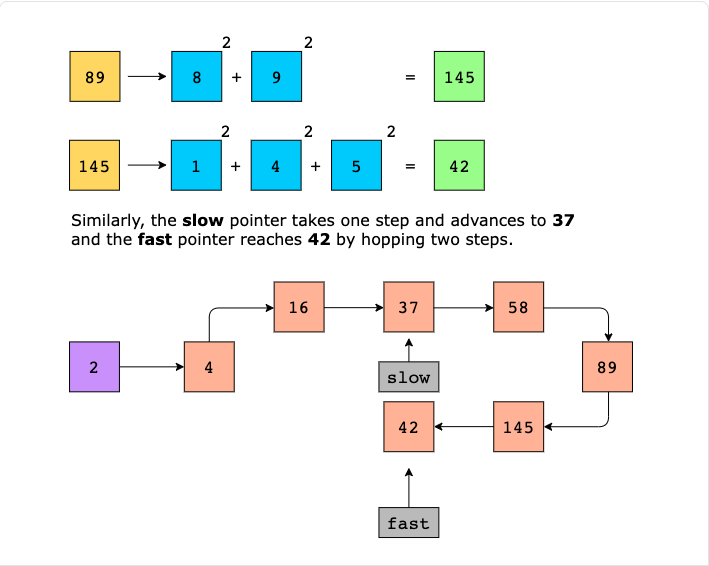 2 2
89 8 + 9 = 145
2 2 2
145 1 + 4 + 5 = 42
Similarly, the slow pointer takes one step and advances to 37
and the fast pointer reaches 42 by hopping two steps.
16 37 58
2 4 89
slow
42 145
fast